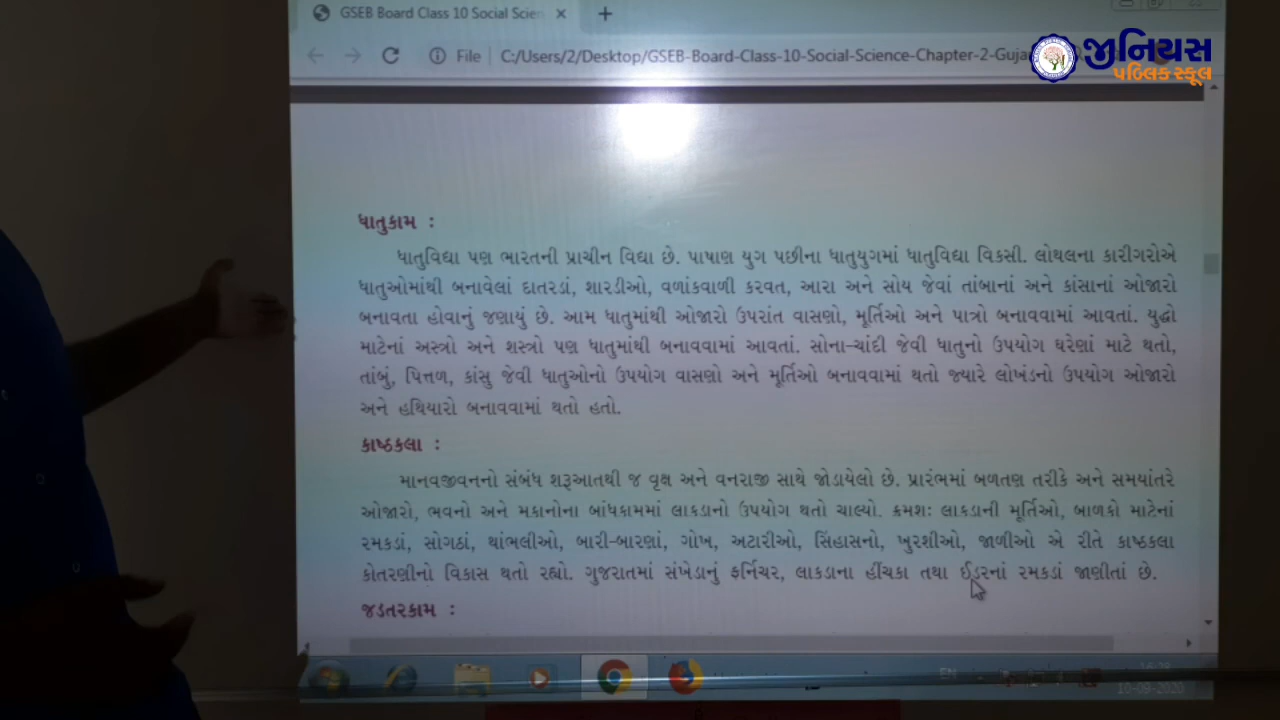 GSEB Board Class 10 Social Scien
જીનિયસ
પબ્લિક સ્કૂલ
File C:/Users/2/Desktop/GSEB-Board-Class-10-Social-Science-Chapter-2-Guja
ધાતુકામ :
ધાતુવિદ્યા પણ ભારતની પ્રાચીન વિદ્યા છે. પાષાણ યુગ પછીના ધાતુયુગમાં ધાતુવિદ્યા વિકસી. લોથલના કારીગરોએ
ધાતુઓમાંથી બનાવેલાં દાતરડાં, શારડીઓ, વળાંકવાળી કરવત, આરા અને સોય જેવાં તાંબાનાં અને કાંસાનાં ઓજારો
બનાવતા હોવાનું જણાયું છે. આમ ધાતુમાંથી ઓજારો ઉપરાંત વાસણો, મૂર્તિઓ અને પાત્રો બનાવવામાં આવતાં. યુદ્ધો
માટેનાં અસ્ત્રો અને શસ્ત્રો પણ ધાતુમાંથી બનાવવામાં આવતાં. સોના-ચાંદી જેવી ધાતુનો ઉપયોગ ઘરેણાં માટે થતો,
તાંબું, પિત્તળ, કાંસુ જેવી ધાતુઓનો ઉપયોગ વાસણો અને મૂર્તિઓ બનાવવામાં થતો જ્યારે લોખંડનો ઉપયોગ ઓજારો
અને હથિયારો બનાવવામાં થતો હતો.
કાષ્ઠકલા :
માનવજીવનનો સંબંધ શરૂઆતથી જ વૃક્ષ અને વનરાજી સાથે જોડાયેલો છે. પ્રારંભમાં બળતણ તરીકે અને સમયાંતરે
ઓજારો, ભવનો અને મકાનોના બાંધકામમાં લાકડાનો ઉપયોગ થતો ચાલ્યો. ક્રમશઃ લાકડાની મૂર્તિઓ, બાળકો માટેનાં
રમકડાં, સોગઠાં, થાંભલીઓ, બારી-બારણાં, ગોખ, અટારીઓ, સિંહાસનો, ખુરશીઓ, જાળીઓ એ રીતે કાષ્ઠકલા
કોતરણીનો વિકાસ થતો રહ્યો. ગુજરાતમાં સંખેડાનું ફર્નિચર, લાકડાના હીંચકા તથા ઈડરનાં રમકડાં જાણીતાં છે.
જડતરકામ :
EN
10-09-2020